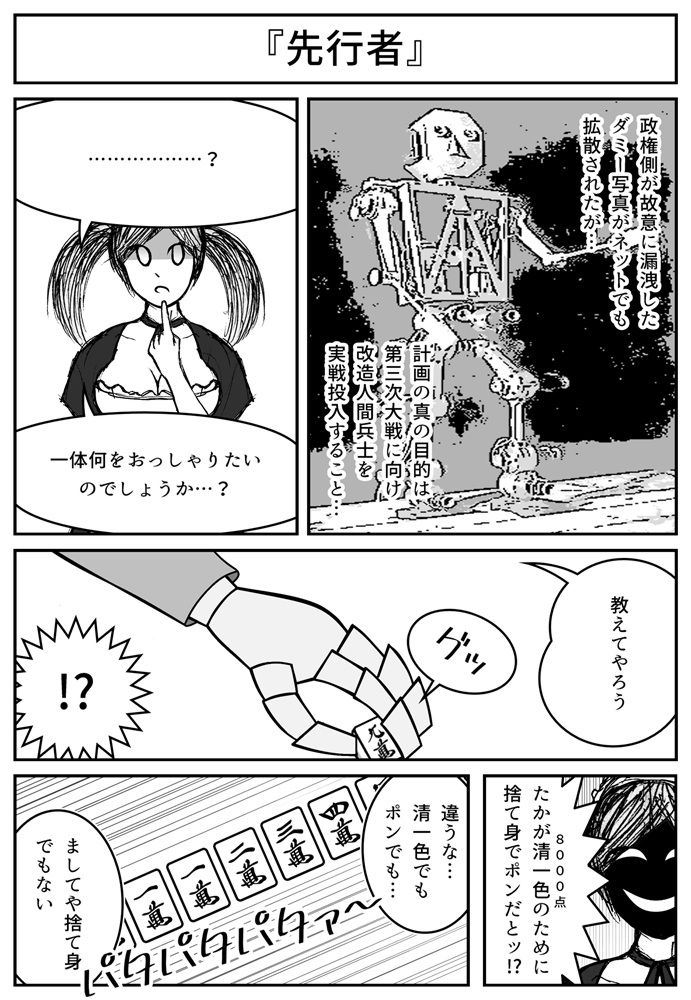 『先行者』
政権側が故意に漏洩した
ダミー写真がネットでも
拡散されたが…
計画の真の目的は
第三次大戦に向け
改造人間兵士を
実戦投入すること…
………………？
一体何をおっしゃりたい
のでしょうか…？
教えてやろう
グッ
九萬
!?
たかが清一色のために
8000点
捨て身でポンだとッ!?
違うな…
清一色でも
ポンでも…
一萬
一萬
二萬
三萬
四萬
パタパタパタァ〜
ましてや捨て身
でもない